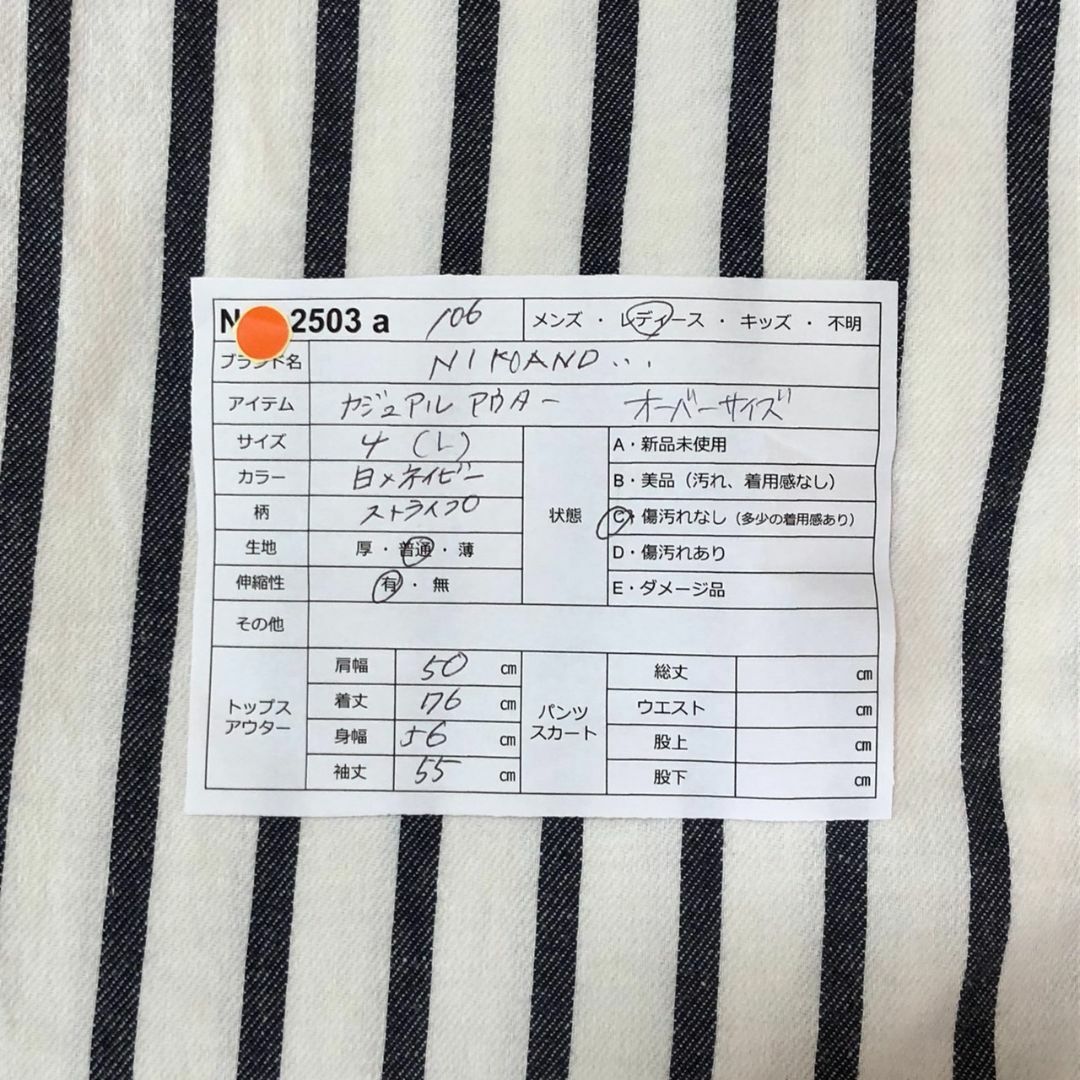 N 2503 a 106 メンズ ・ レディース ・ キッズ ・ 不明
ブランド名 NIKOAND...
アイテム カジュアルアウター オーバーサイズ
サイズ 4 (L)
カラー 白×ネイビー
柄 ストライプ
生地 厚 ・ 普通 ・ 薄
伸縮性 有 ・ 無
状態
A・新品未使用
B・美品（汚れ、着用感なし）
C・傷汚れなし（多少の着用感あり）
D・傷汚れあり
E・ダメージ品
その他
トップス
アウター
肩幅 50 ㎝
着丈 76 ㎝
身幅 56 ㎝
袖丈 55 ㎝
パンツ
スカート
総丈 ㎝
ウエスト ㎝
股上 ㎝
股下 ㎝